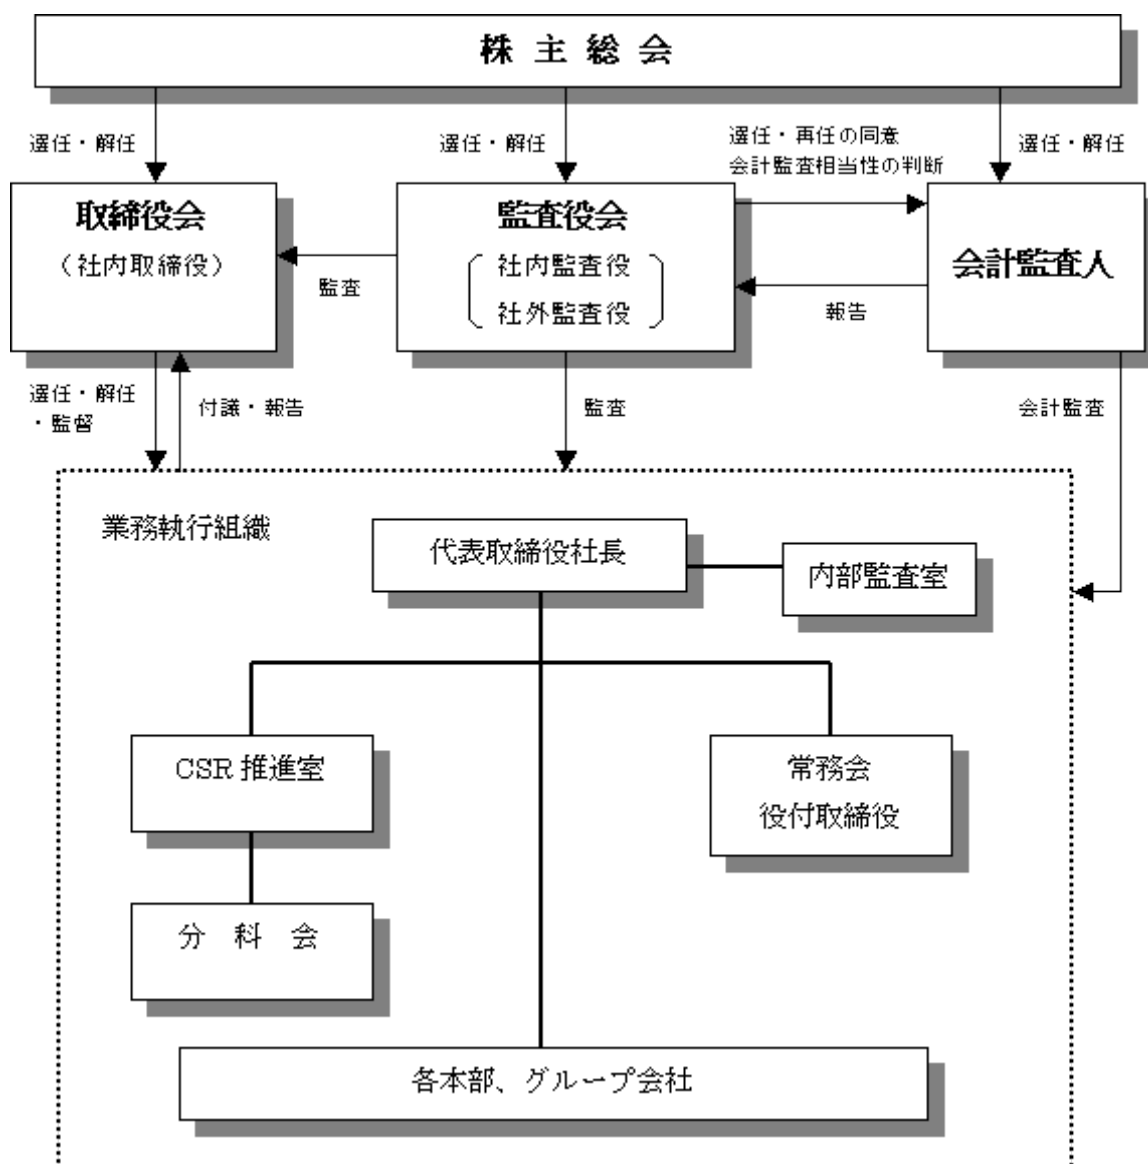 株主総会
選任・解任
選任・解任
選任・再任の同意
会計監査相当性の判断
選任・解任
取締役会
（社内取締役）
監査
監査役会
社内監査役
社外監査役
報告
会計監査人
選任・解任
・監督
付議・報告
監査
会計監査
業務執行組織
代表取締役社長
内部監査室
CSR 推進室
常務会
役付取締役
分 科 会
各本部、グループ会社